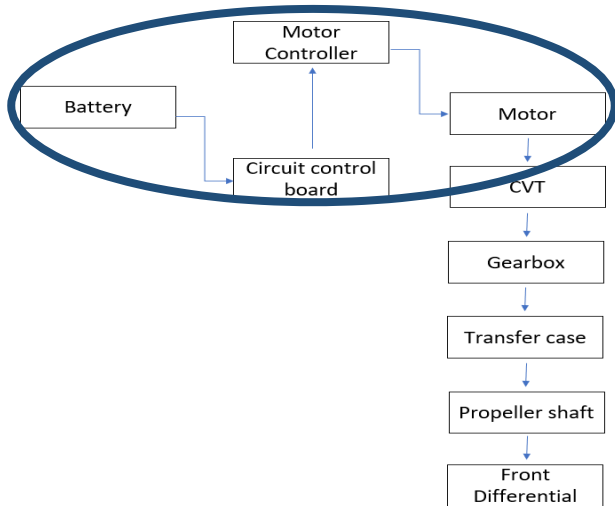 Motor
Controller
Battery
Motor
Circuit control
board
CVT
Gearbox
Transfer case
Propeller shaft
Front
Differential